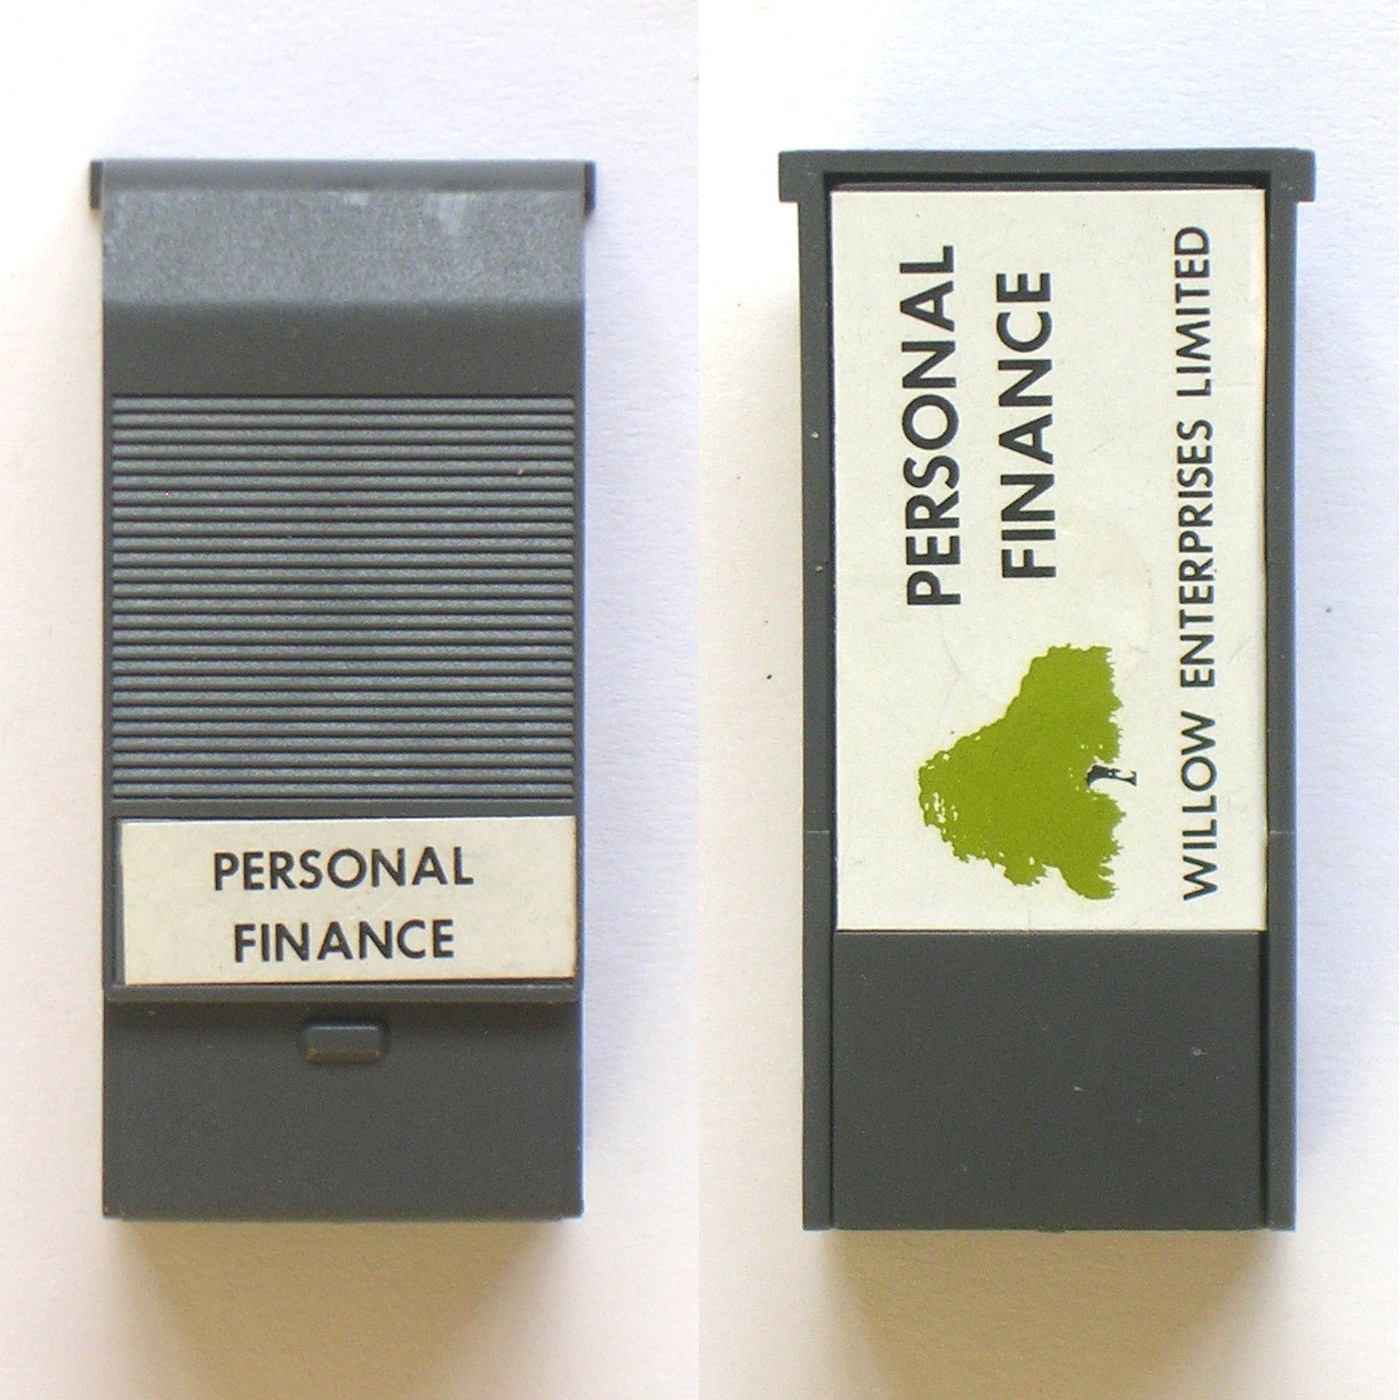 PERSONAL
FINANCE
PERSONAL
FINANCE
WILLOW ENTERPRISES LIMITED